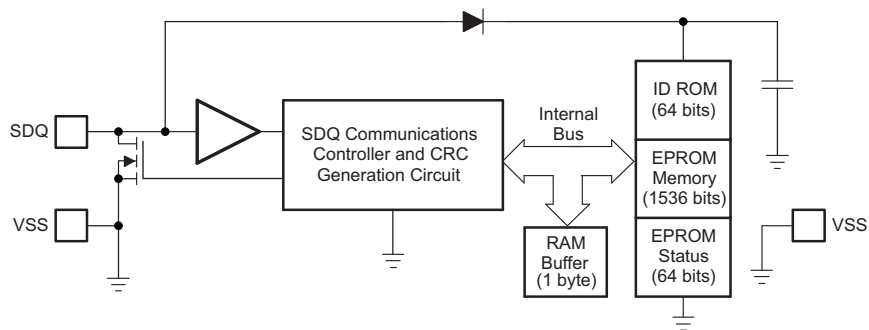 SDQ
VSS
SDQ Communications
Controller and CRC
Generation Circuit
Internal
Bus
RAM
Buffer
(1 byte)
ID ROM
(64 bits)
EPROM
Memory
(1536 bits)
EPROM
Status
(64 bits)
VSS